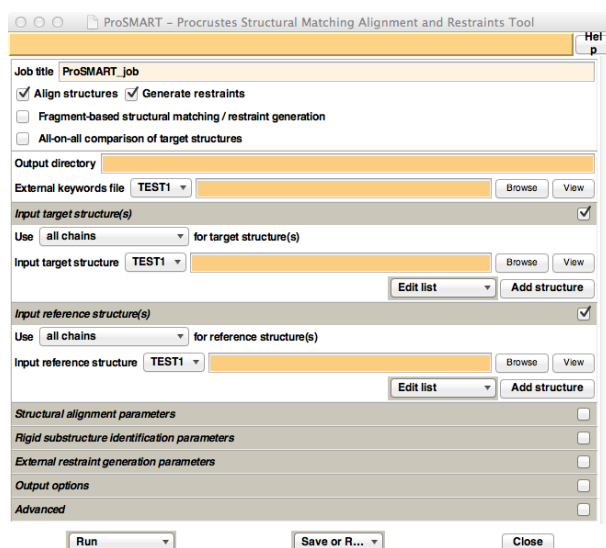 ProSMART – Procrustes Structural Matching Alignment and Restraints Tool
Hel
p
Job title ProSMART_job
Align structures Generate restraints
Fragment-based structural matching / restraint generation
All-on-all comparison of target structures
Output directory
External keywords file TEST1 Browse View
Input target structure(s)
Use all chains for target structure(s)
Input target structure TEST1 Browse View
Edit list Add structure
Input reference structure(s)
Use all chains for reference structure(s)
Input reference structure TEST1 Browse View
Edit list Add structure
Structural alignment parameters
Rigid substructure identification parameters
External restraint generation parameters
Output options
Advanced
Run Save or R... Close